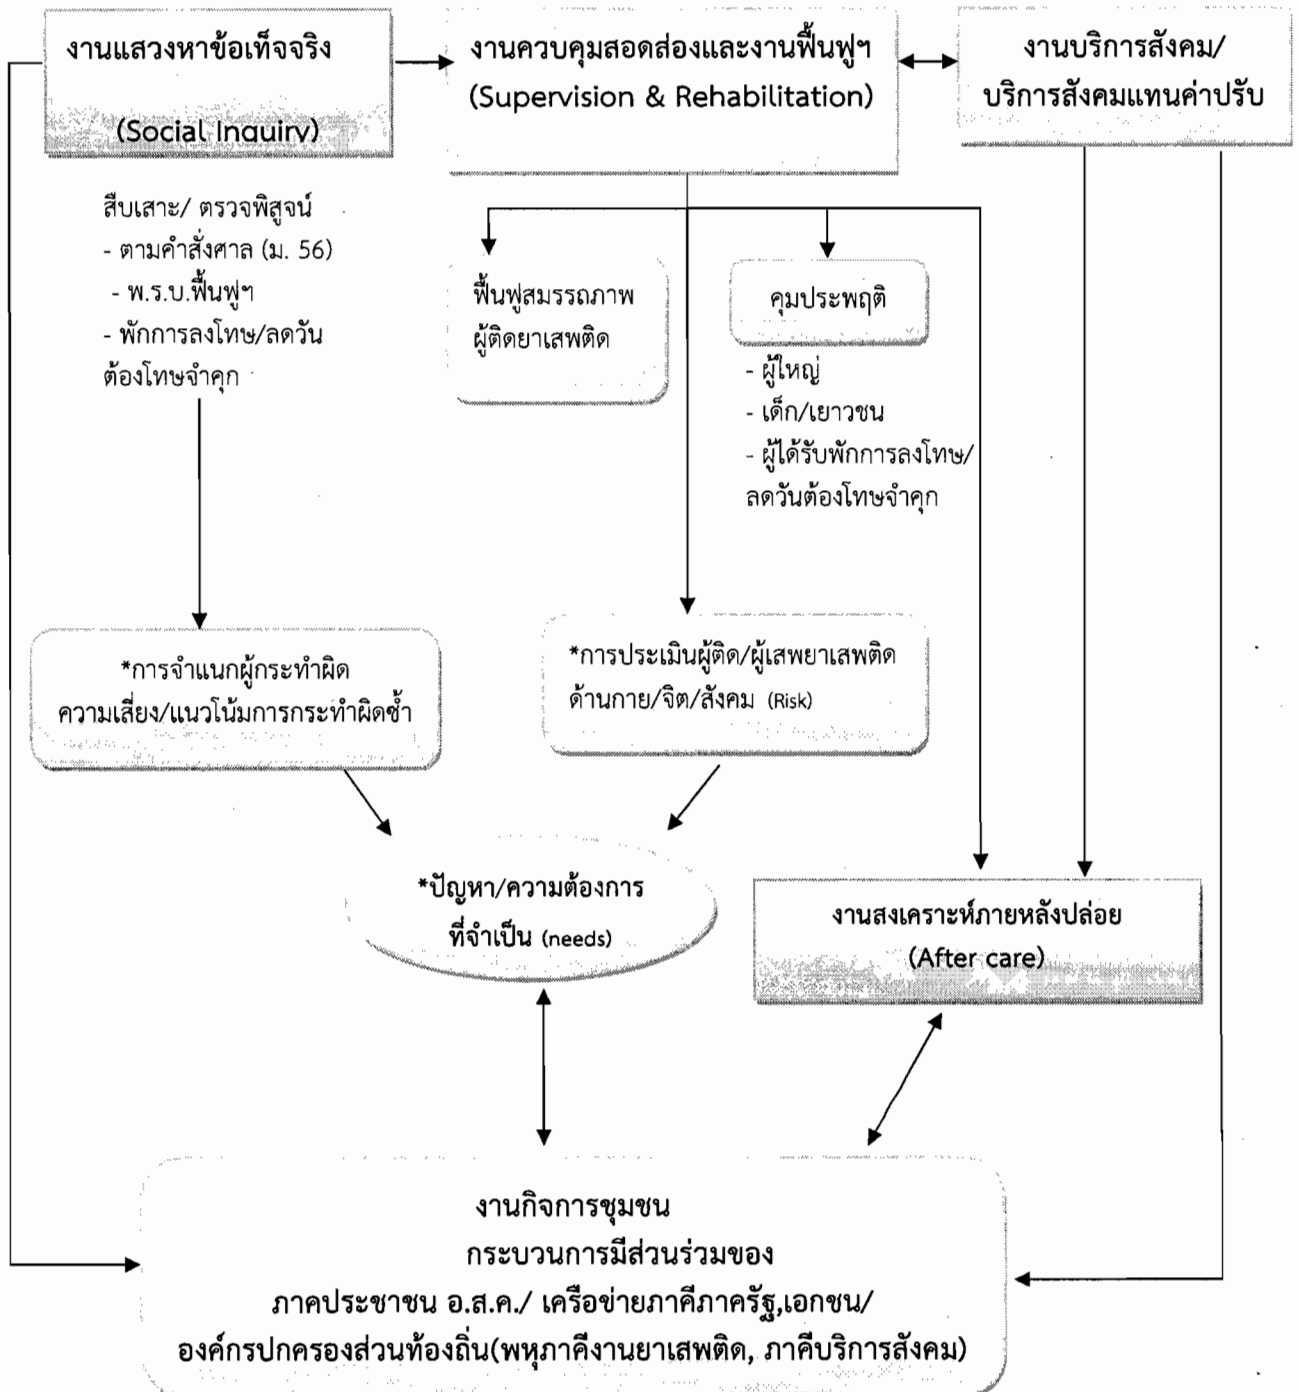 งานแสวงหาข้อเท็จจริง
(Social Inquiry)
งานควบคุมสอดส่องและงานฟื้นฟูฯ
(Supervision & Rehabilitation)
งานบริการสังคม/
บริการสังคมแทนค่าปรับ
สืบเสาะ/ ตรวจพิสูจน์
- ตามคำสั่งศาล (ม. 56)
- พ.ร.บ.ฟื้นฟูฯ
- พักการลงโทษ/ลดวัน
ต้องโทษจำคุก
ฟื้นฟูสมรรถภาพ
ผู้ติดยาเสพติด
คุมประพฤติ
- ผู้ใหญ่
- เด็ก/เยาวชน
- ผู้ได้รับพักการลงโทษ/
ลดวันต้องโทษจำคุก
*การจำแนกผู้กระทำผิด
ความเสี่ยง/แนวโน้มการกระทำผิดซ้ำ
*การประเมินผู้ติด/ผู้เสพยาเสพติด
ด้านกาย/จิต/สังคม (Risk)
*ปัญหา/ความต้องการ
ที่จำเป็น (needs)
งานสงเคราะห์ภายหลังปล่อย
(After care)
งานกิจการชุมชน
กระบวนการมีส่วนร่วมของ
ภาคประชาชน อ.ส.ค./ เครือข่ายภาคีภาครัฐ,เอกชน/
องค์กรปกครองส่วนท้องถิ่น(พหุภาคีงานยาเสพติด, ภาคีบริการสังคม)